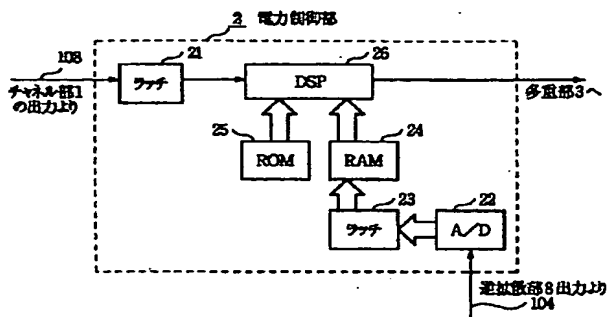 2 電力制御部
108
21
26
ラッチ
DSP
チャネル部1
の出力より
多重部3へ
25
24
ROM
RAM
23
22
ラッチ
A/D
逆拡散部8出力より
104